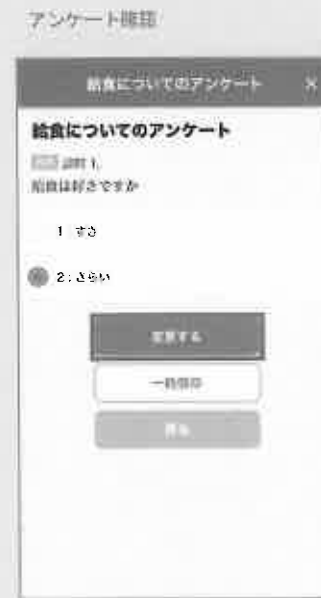 アンケート確認
給食についてのアンケート ×
給食についてのアンケート
設問 1.
給食は好きですか
1 すき
2: きらい
変更する
一時保存
戻る